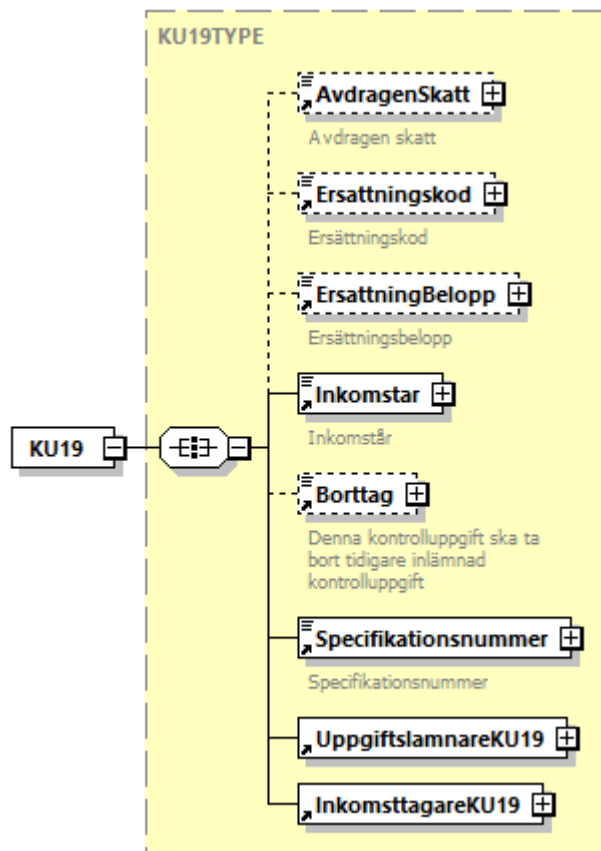 KU19TYPE
AvdragenSkatt
Avdragen skatt
Ersattningskod
Ersättningskod
ErsattningBelopp
Ersättningsbelopp
Inkomstar
Inkomstår
KU19
Borttag
Denna kontrolluppgift ska ta
bort tidigare inlämnad
kontrolluppgift
Specifikationsnummer
Specifikationsnummer
UppgiftslamnareKU19
InkomsttagareKU19